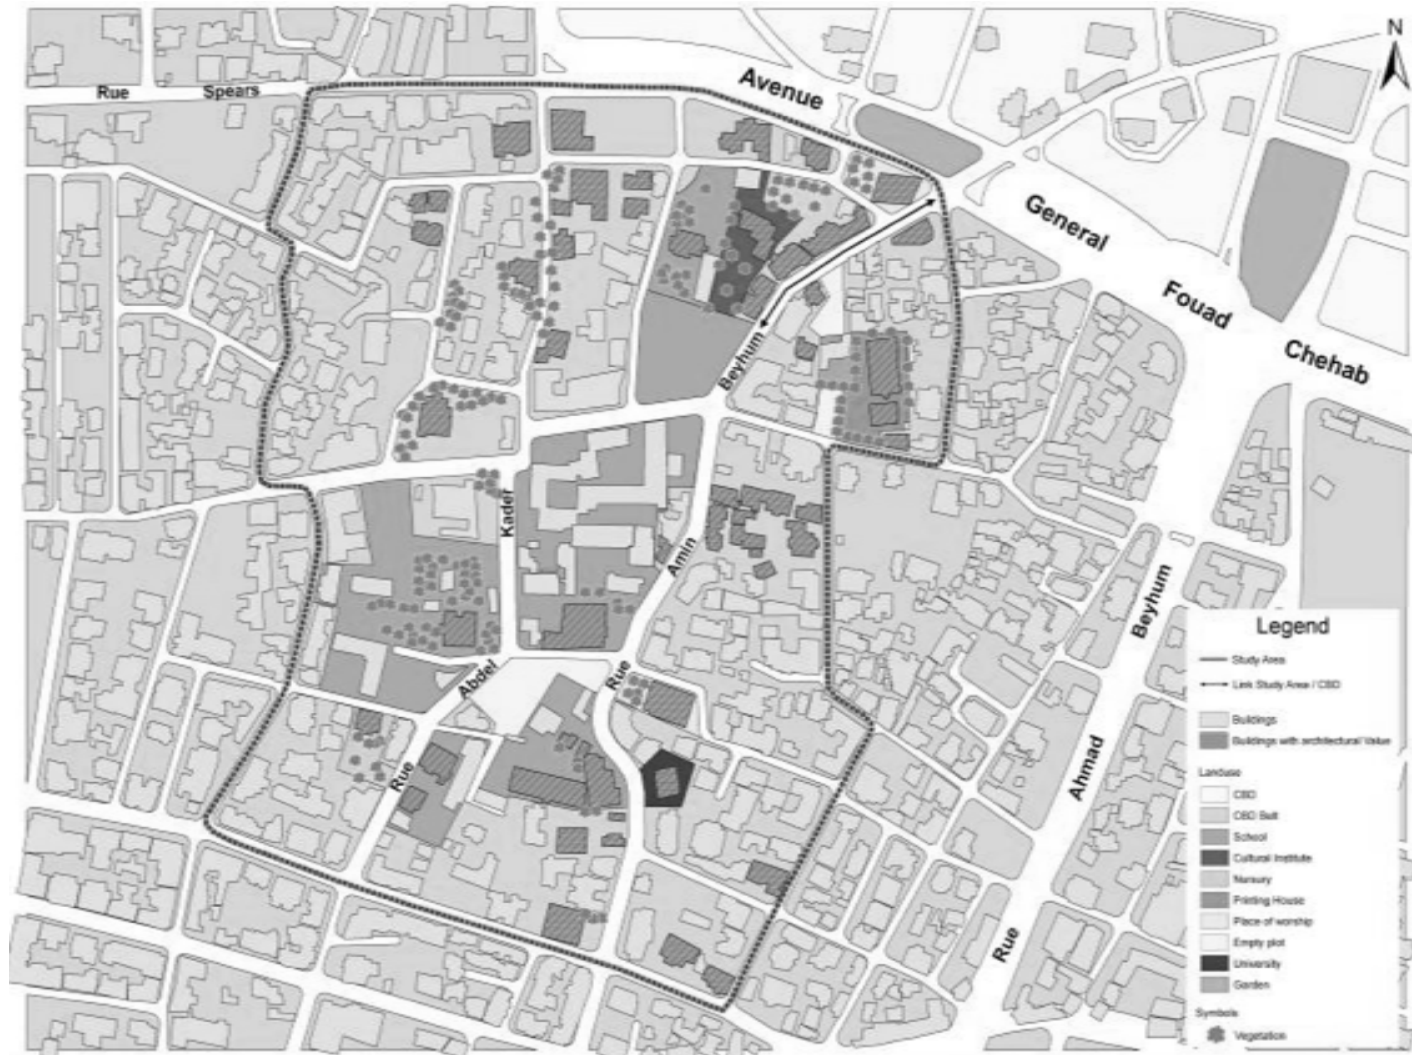 N
Avenue
Rue Spears
General
Fouad
Chehab
Beyhum
Kader
Amin
Beyhum
Legend
Study Area
Link Study Area / CBD
Buildings
Buildings with architectural Value
Landuse
CBD
CBD Belt
School
Cultural Institute
Nursury
Printing House
Place of worship
Empty plot
University
Garden
Symbols
Vegetation
Abdel
Rue
Rue
Ahmad
Rue